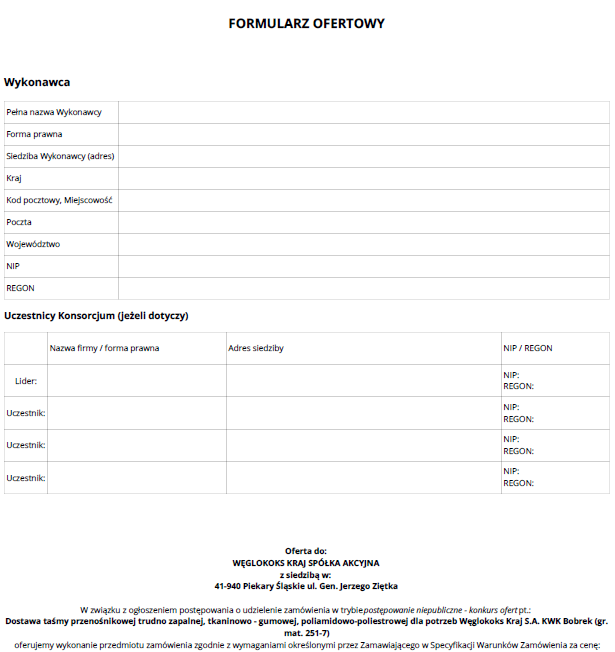 FORMULARZ OFERTOWY
Wykonawca
Pełna nazwa Wykonawcy
Forma prawna
Siedziba Wykonawcy (adres)
Kraj
Kod pocztowy, Miejscowość
Poczta
Województwo
NIP
REGON
Uczestnicy Konsorcjum (jeżeli dotyczy)
Nazwa firmy / forma prawna Adres siedziby NIP / REGON
Lider: NIP:
REGON:
Uczestnik: NIP:
REGON:
Uczestnik: NIP:
REGON:
Uczestnik: NIP:
REGON:
Oferta do:
WĘGLOKOKS KRAJ SPÓŁKA AKCYJNA
z siedzibą w:
41-940 Piekary Śląskie ul. Gen. Jerzego Ziętka
W związku z ogłoszeniem postępowania o udzielenie zamówienia w trybie postępowanie niepubliczne - konkurs ofert pt.:
Dostawa taśmy przenośnikowej trudno zapalnej, tkaninowo - gumowej, poliamidowo-poliestrowej dla potrzeb Węglokoks Kraj S.A. KWK Bobrek (gr.
mat. 251-7)
oferujemy wykonanie przedmiotu zamówienia zgodnie z wymaganiami określonymi przez Zamawiającego w Specyfikacji Warunków Zamówienia za cenę: